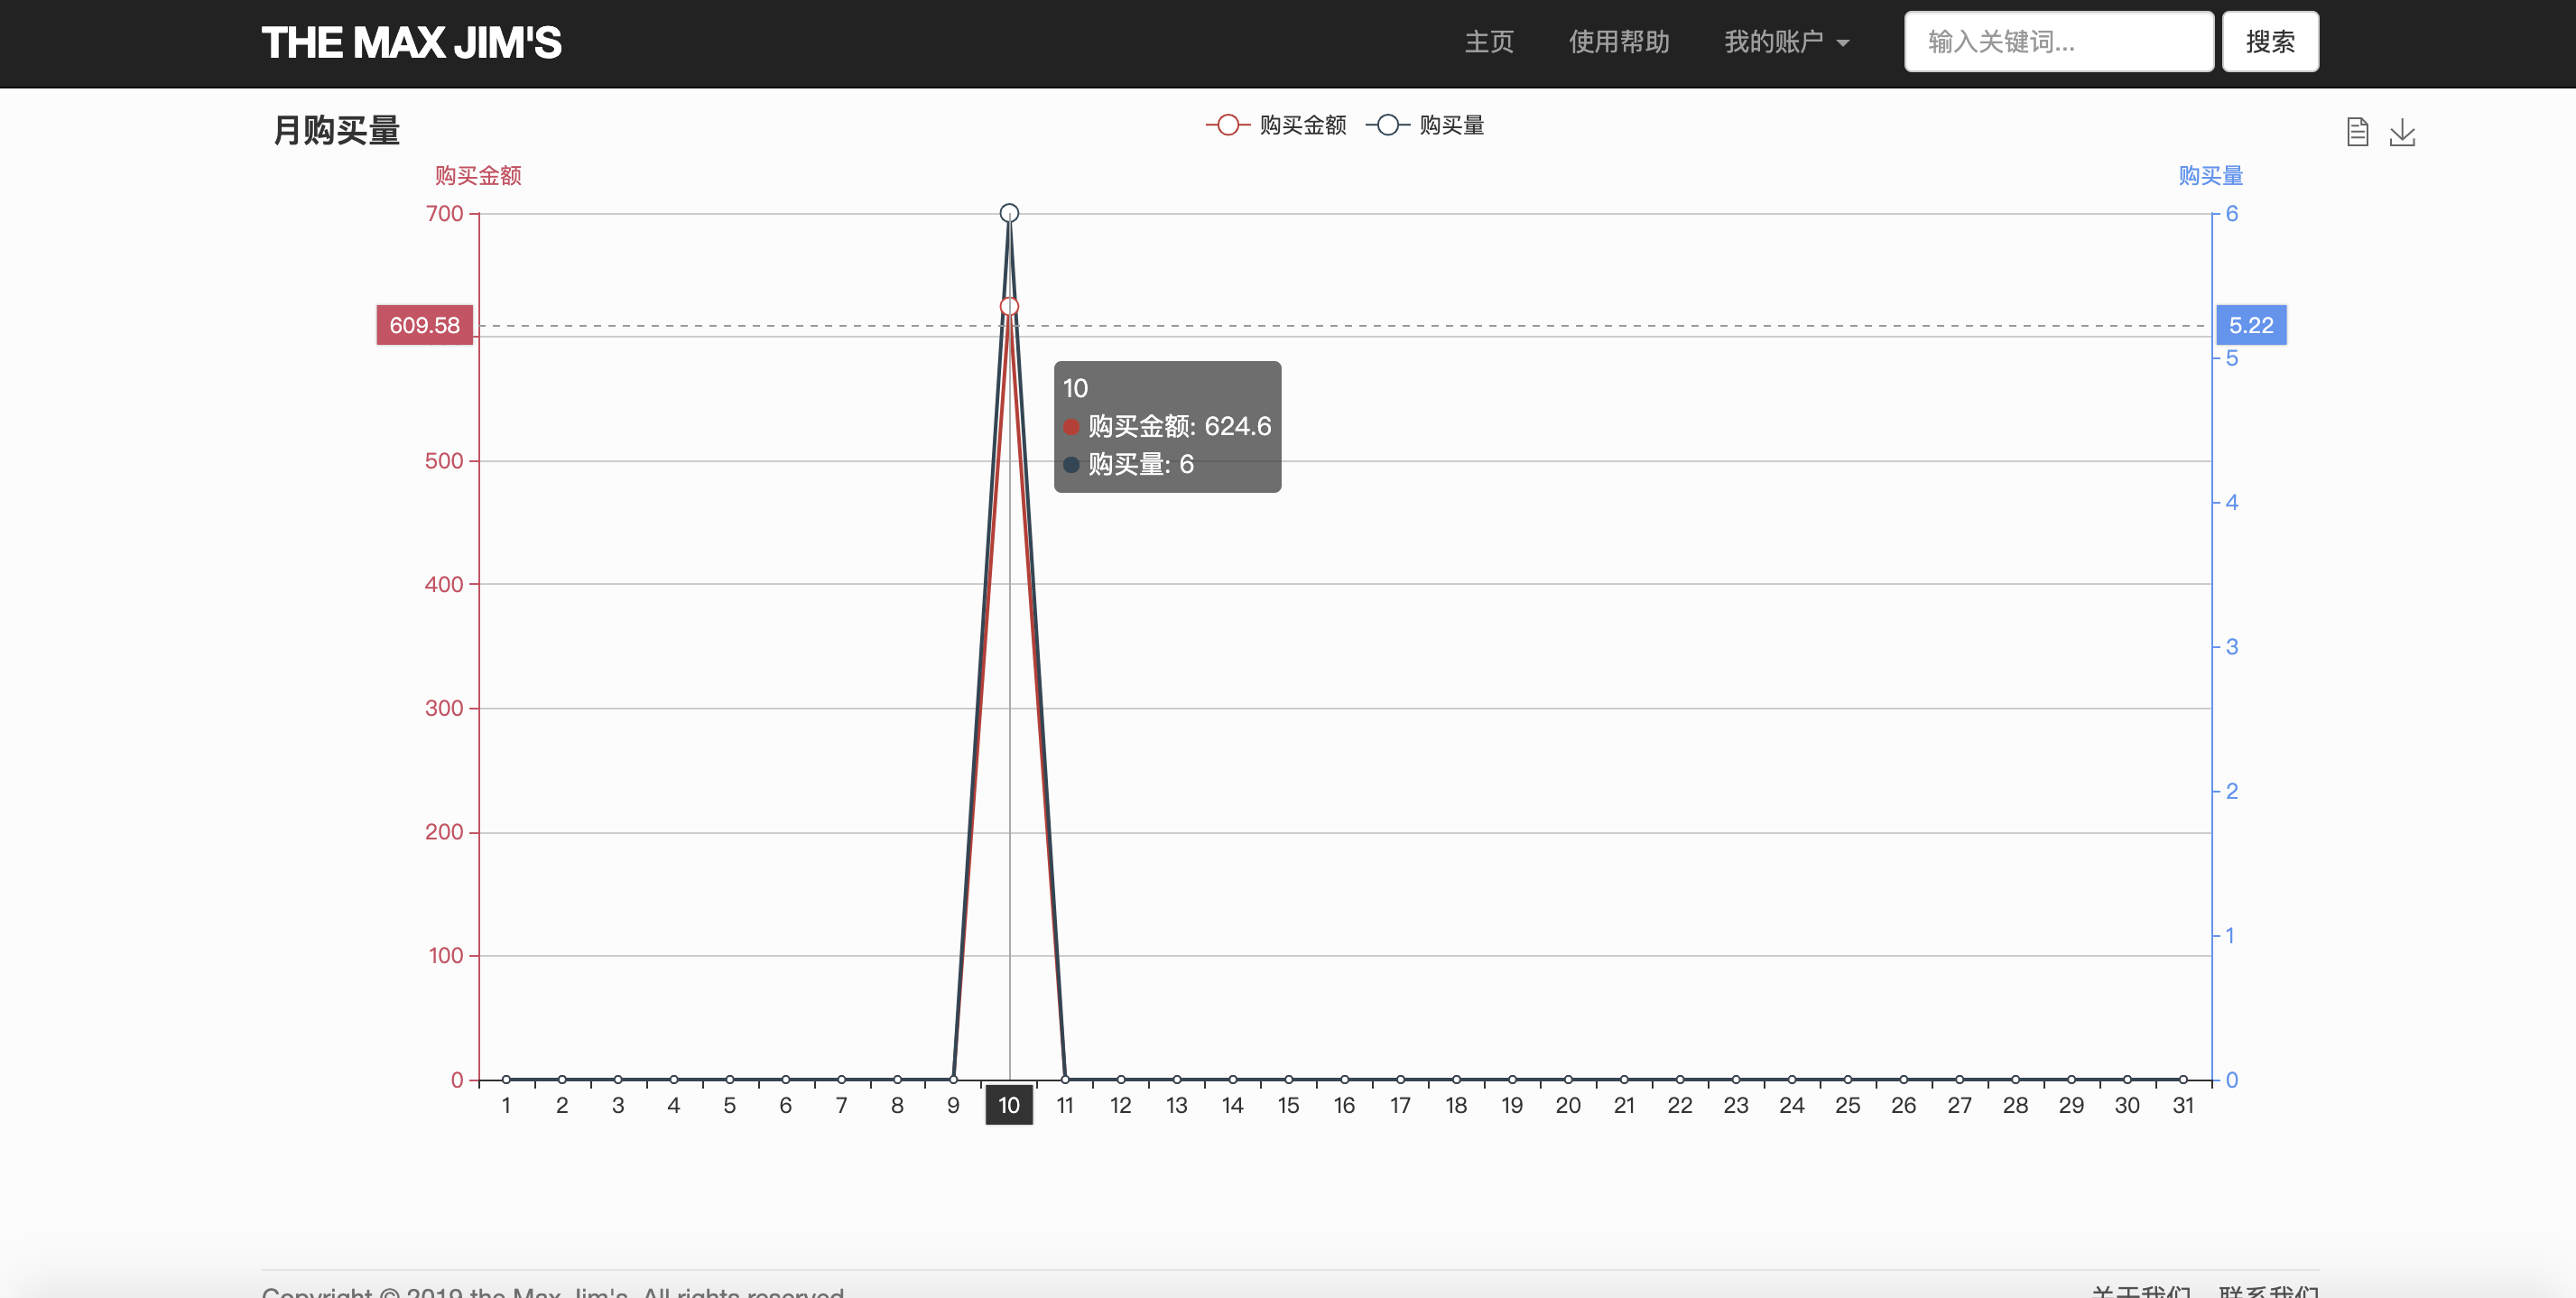 THE MAX JIM'S
主页 使用帮助 我的账户 输入关键词... 搜索
月购买量
购买金额 购买量
购买金额 购买量
700 6
609.58 5.22
5
10
购买金额: 624.6
购买量: 6
500
4
400
3
300
2
200
1
100
0 0
1 2 3 4 5 6 7 8 9 10 11 12 13 14 15 16 17 18 19 20 21 22 23 24 25 26 27 28 29 30 31
Copyright © 2019 the Max Jim's. All rights reserved 关于我们 联系我们